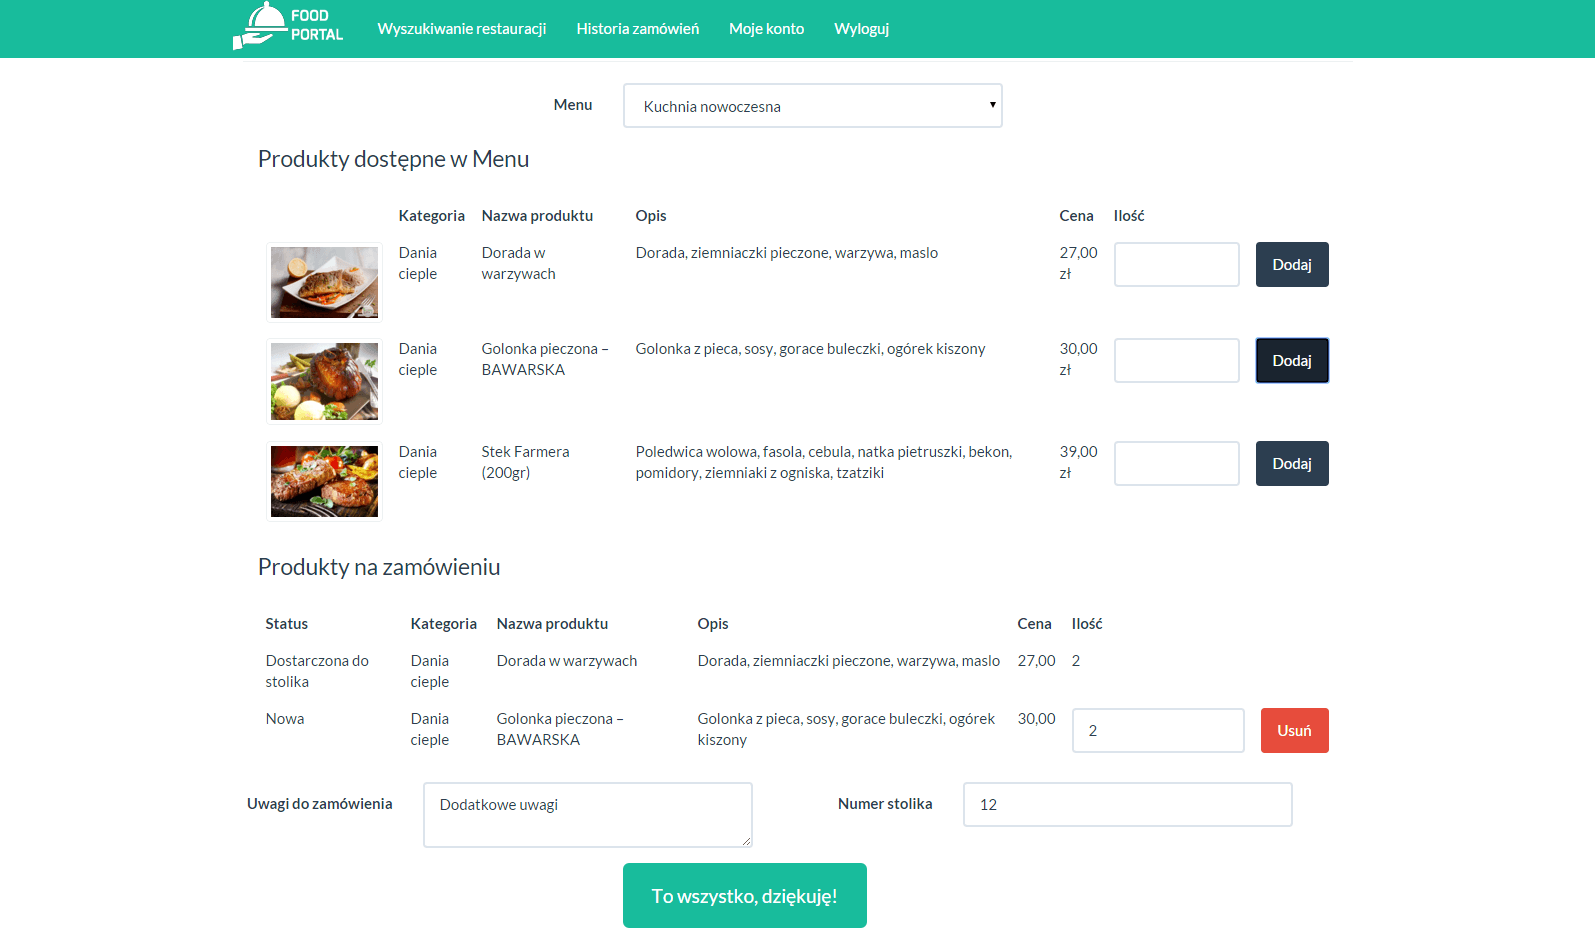 FOOD
PORTAL
Wyszukiwanie restauracji Historia zamówień Moje konto Wyloguj
Menu Kuchnia nowoczesna
Produkty dostępne w Menu
Kategoria Nazwa produktu Opis Cena Ilość
Dania Dorada w Dorada, ziemniaczki pieczone, warzywa, maslo 27,00
cieple warzywach zł
Dodaj
Dania Golonka pieczona – Golonka z pieca, sosy, gorace buleczki, ogórek kiszony 30,00
cieple BAWARSKA zł
Dodaj
Dania Stek Farmera Poledwica wolowa, fasola, cebula, natka pietruszki, bekon, 39,00
cieple (200gr) pomidory, ziemniaki z ogniska, tzatziki zł
Dodaj
Produkty na zamówieniu
Status Kategoria Nazwa produktu Opis Cena Ilość
Dostarczona do Dania Dorada w warzywach Dorada, ziemniaczki pieczone, warzywa, maslo 27,00 2
stolika cieple
Nowa Dania Golonka pieczona – Golonka z pieca, sosy, gorace buleczki, ogórek 30,00 2 Usuń
cieple BAWARSKA kiszony
Uwagi do zamówienia Dodatkowe uwagi Numer stolika 12
To wszystko, dziękuję!